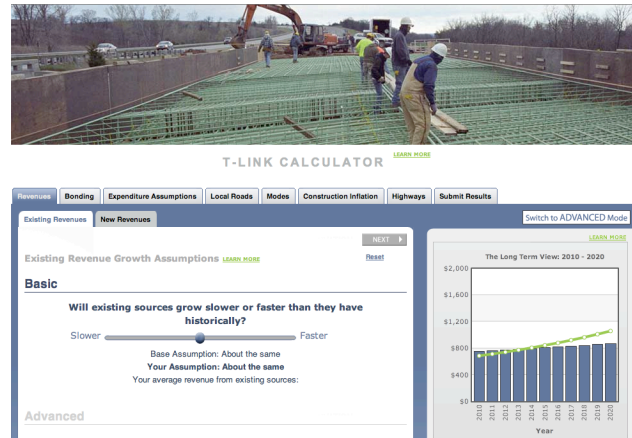 T-LINK CALCULATOR LEARN MORE
Revenues Bonding Expenditure Assumptions Local Roads Modes Construction Inflation Highways Submit Results
Existing Revenues New Revenues
Switch to ADVANCED Mode
NEXT
Existing Revenue Growth Assumptions LEARN MORE
Reset
Basic
Will existing sources grow slower or faster than they have
historically?
Slower Faster
Base Assumption: About the same
Your Assumption: About the same
Your average revenue from existing sources:
Advanced
LEARN MORE
The Long Term View: 2010 - 2020
$2,000
$1,600
$1,200
$800
$400
$0
2010 2011 2012 2013 2014 2015 2016 2017 2018 2019 2020
Year